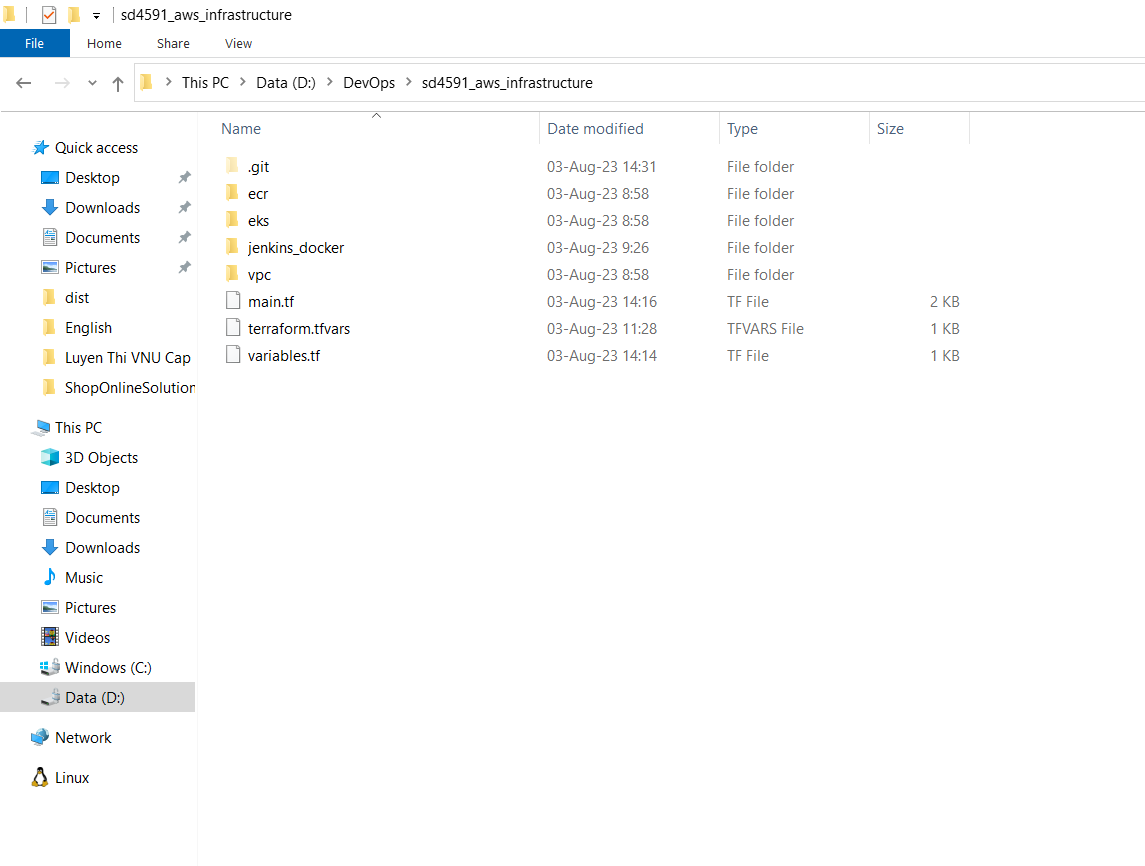 sd4591_aws_infrastructure
File Home Share View
This PC Data (D:) DevOps sd4591_aws_infrastructure
Name Date modified Type Size
Quick access
Desktop
Downloads
Documents
Pictures
dist
English
Luyen Thi VNU Cap
ShopOnlineSolution
This PC
3D Objects
Desktop
Documents
Downloads
Music
Pictures
Videos
Windows (C:)
Data (D:)
Network
Linux
.git 03-Aug-23 14:31 File folder
ecr 03-Aug-23 8:58 File folder
eks 03-Aug-23 8:58 File folder
jenkins_docker 03-Aug-23 9:26 File folder
vpc 03-Aug-23 8:58 File folder
main.tf 03-Aug-23 14:16 TF File 2 KB
terraform.tfvars 03-Aug-23 11:28 TFVARS File 1 KB
variables.tf 03-Aug-23 14:14 TF File 1 KB